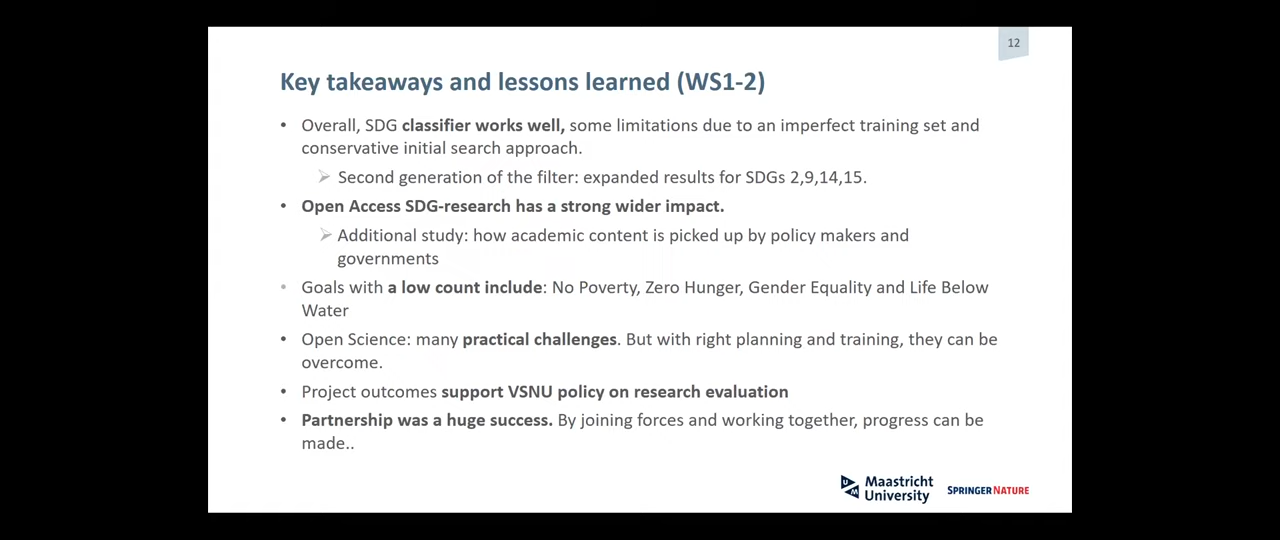 12
Key takeaways and lessons learned (WS1-2)
• Overall, SDG classifier works well, some limitations due to an imperfect training set and
conservative initial search approach.
➢ Second generation of the filter: expanded results for SDGs 2,9,14,15.
• Open Access SDG-research has a strong wider impact.
➢ Additional study: how academic content is picked up by policy makers and
governments
• Goals with a low count include: No Poverty, Zero Hunger, Gender Equality and Life Below
Water
• Open Science: many practical challenges. But with right planning and training, they can be
overcome.
• Project outcomes support VSNU policy on research evaluation
• Partnership was a huge success. By joining forces and working together, progress can be
made..
UM Maastricht
University
SPRINGER NATURE